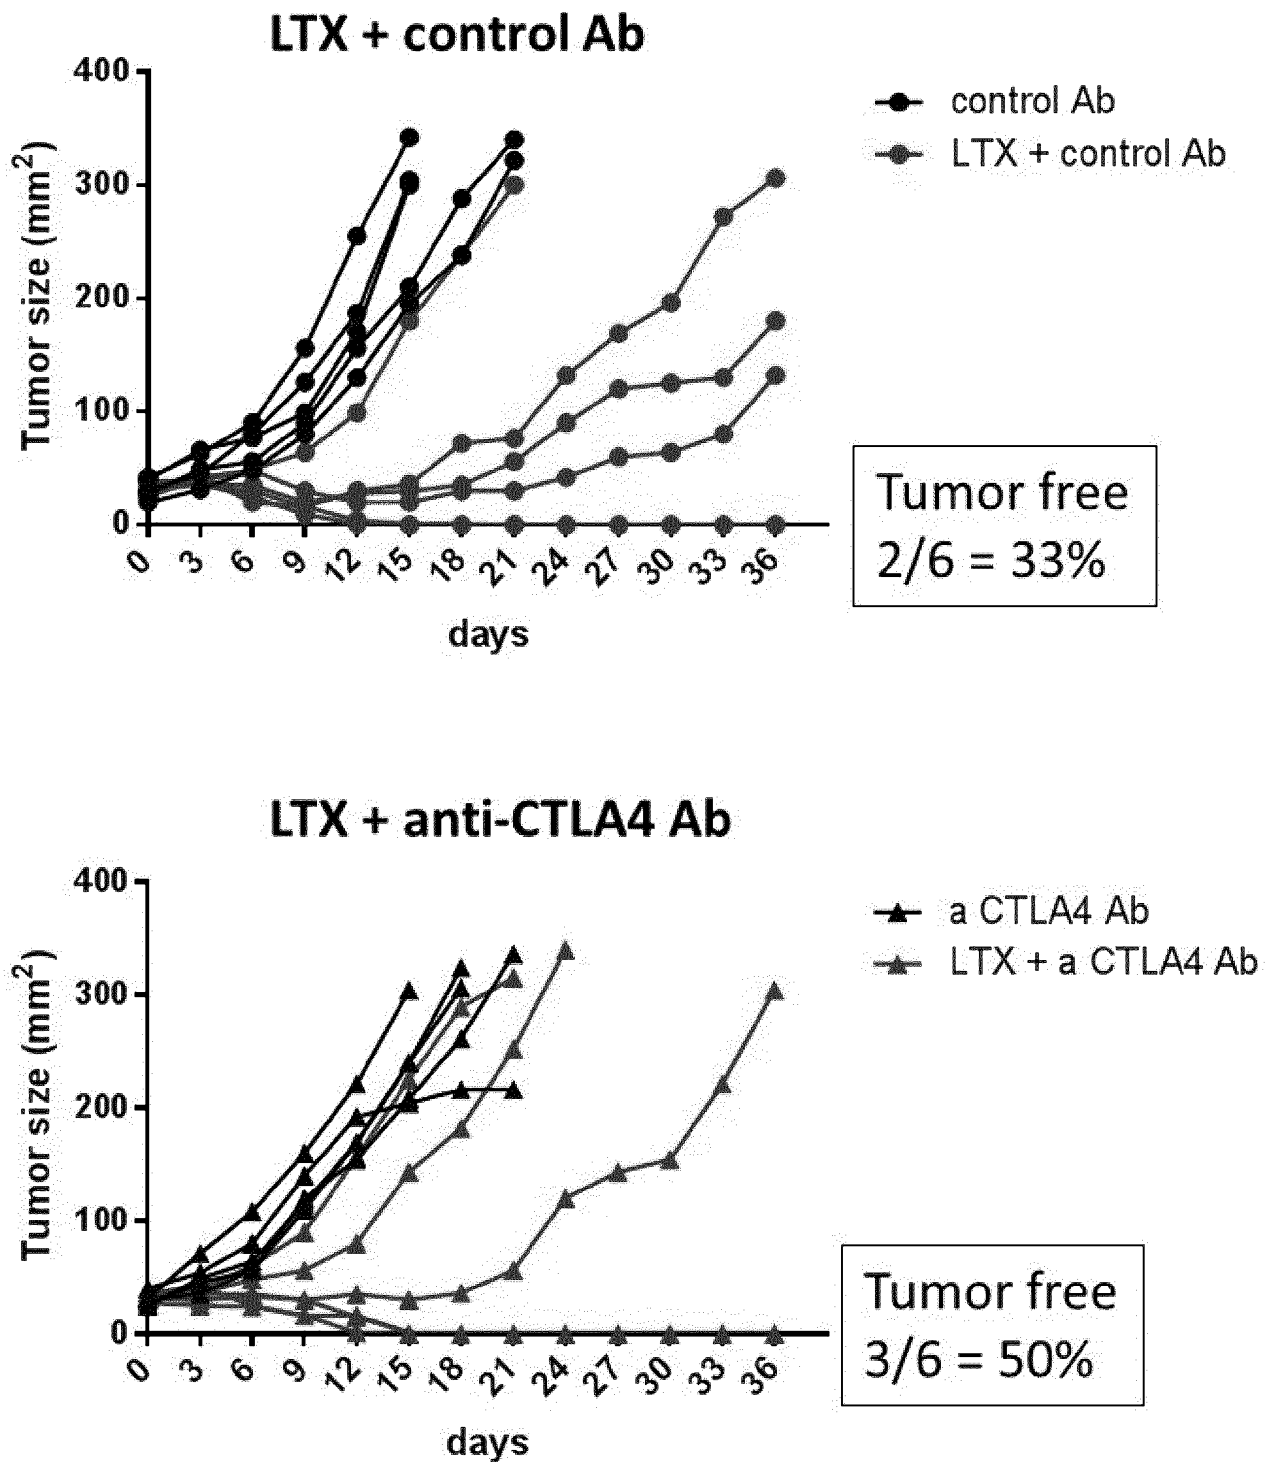 LTX + control Ab
400
300
200
100
0
Tumor size (mm²)
0 3 6 9 12 15 18 21 24 27 30 33 36
days
control Ab
LTX + control Ab
Tumor free
2/6 = 33%
LTX + anti-CTLA4 Ab
400
300
200
100
0
Tumor size (mm²)
0 3 6 9 12 15 18 21 24 27 30 33 36
days
a CTLA4 Ab
LTX + a CTLA4 Ab
Tumor free
3/6 = 50%